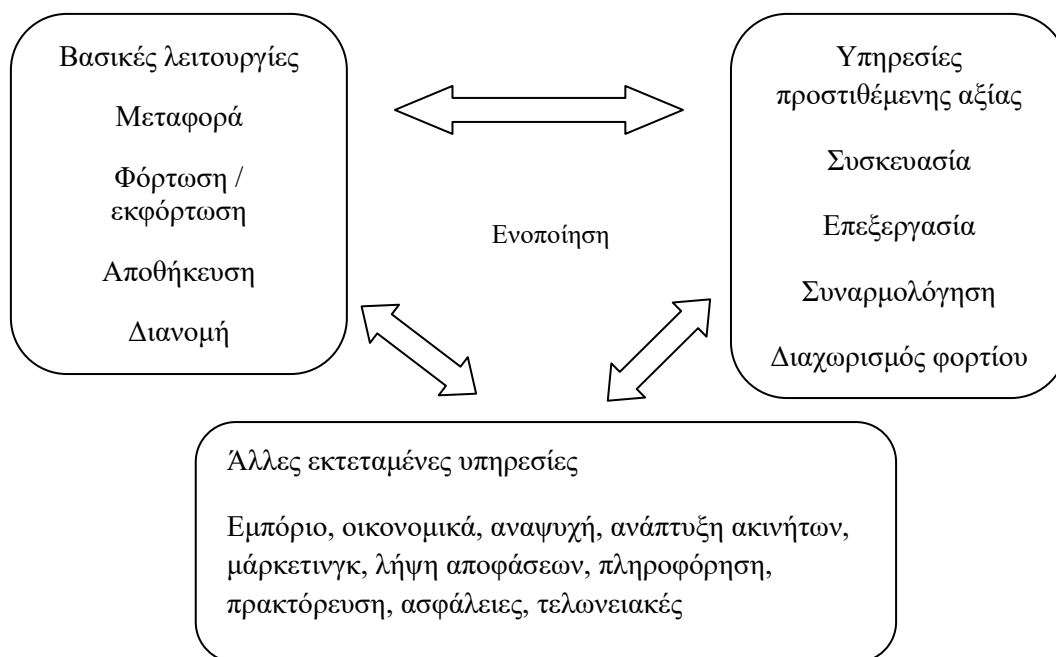 Βασικές λειτουργίες
Μεταφορά
Φόρτωση /
εκφόρτωση
Αποθήκευση
Διανομή
Ενοποίηση
Υπηρεσίες
προστιθέμενης αξίας
Συσκευασία
Επεξεργασία
Συναρμολόγηση
Διαχωρισμός φορτίου
Άλλες εκτεταμένες υπηρεσίες
Εμπόριο, οικονομικά, αναψυχή, ανάπτυξη ακινήτων,
μάρκετινγκ, λήψη αποφάσεων, πληροφόρηση,
πρακτόρευση, ασφάλειες, τελωνειακές